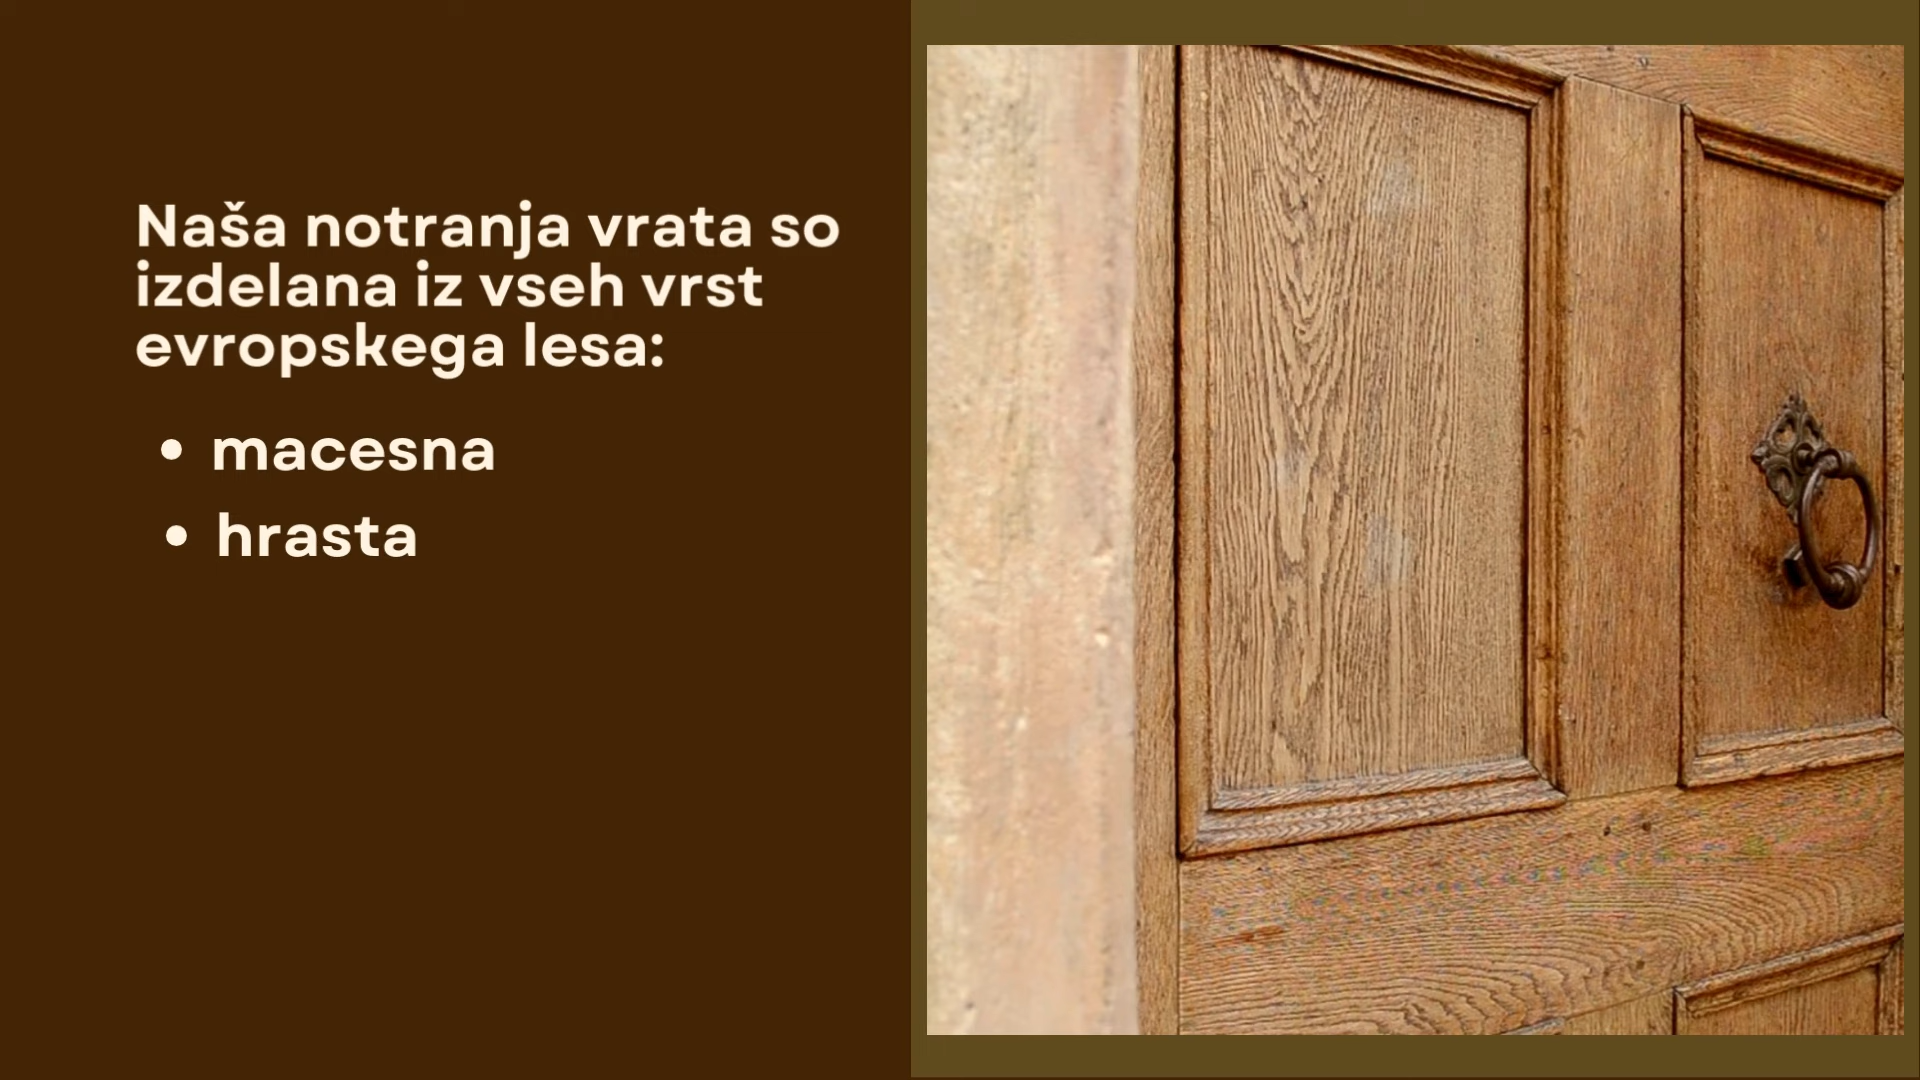 Naša notranja vrata so
izdelana iz vseh vrst
evropskega lesa:
• macesna
• hrasta